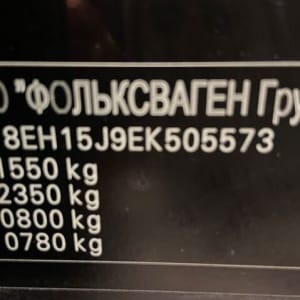 О "ФОЛЬКСВАГЕН Гру
8EH15J9EK505573
1550 kg
2350 kg
0800 kg
0780 kg